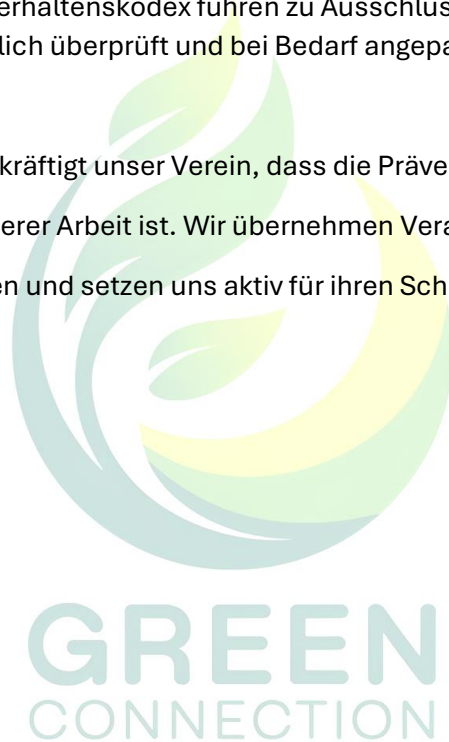 erhaltenskodex führen zu Ausschlus
lich überprüft und bei Bedarf angepa
kräftigt unser Verein, dass die Präve
erer Arbeit ist. Wir übernehmen Vera
en und setzen uns aktiv für ihren Sch
GREEN
CONNECTION